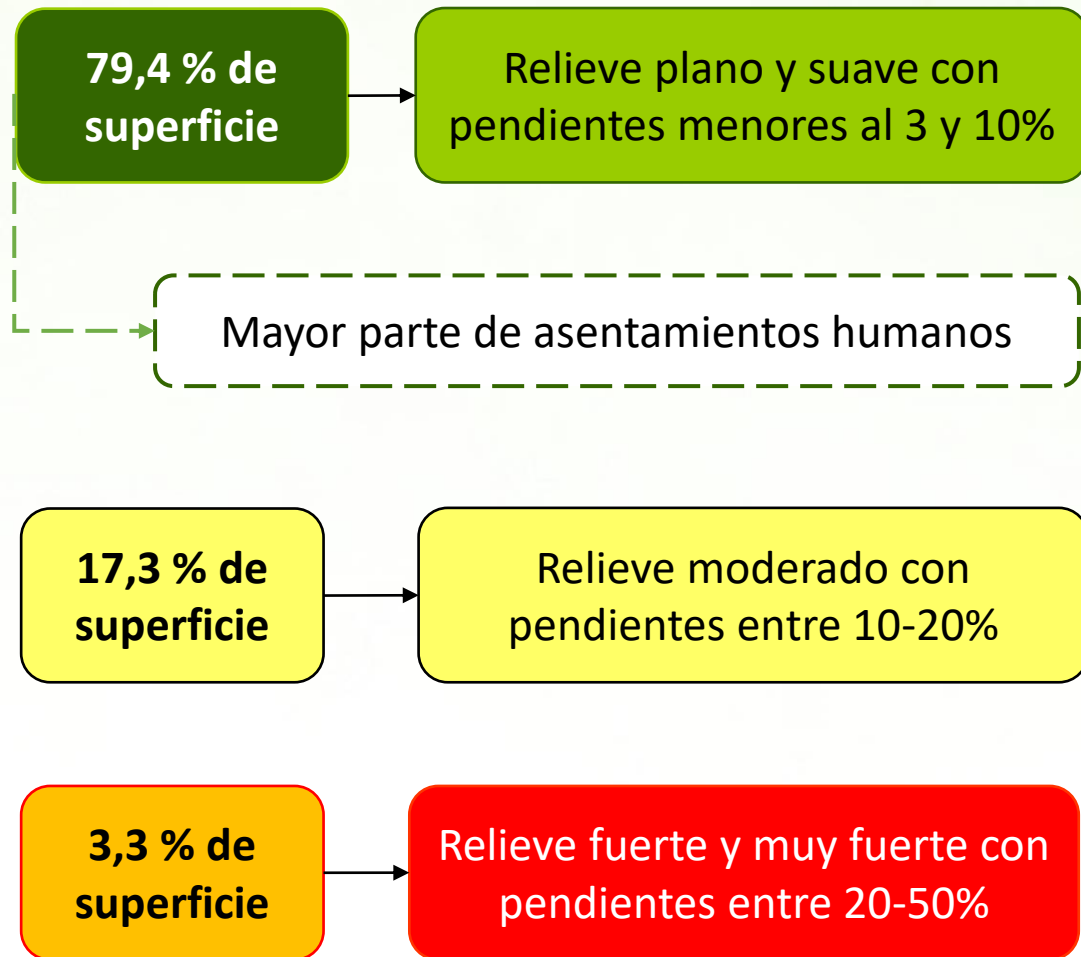 79,4 % de
superficie
Relieve plano y suave con
pendientes menores al 3 y 10%
Mayor parte de asentamientos humanos
17,3 % de
superficie
Relieve moderado con
pendientes entre 10-20%
3,3 % de
superficie
Relieve fuerte y muy fuerte con
pendientes entre 20-50%